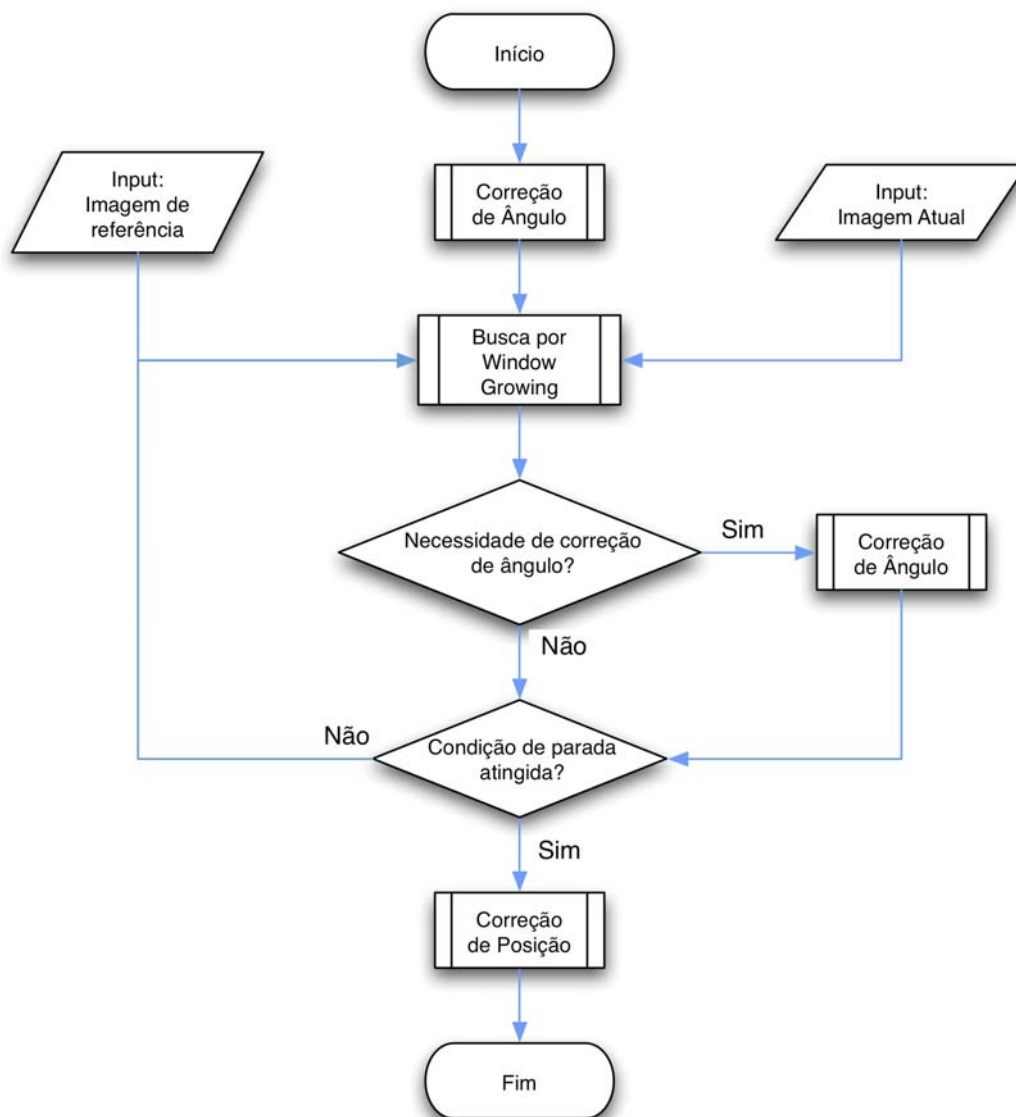 Início
Input:
Imagem de
referência
Correção
de Ângulo
Input:
Imagem Atual
Busca por
Window
Growing
Necessidade de correção
de ângulo?
Sim
Correção
de Ângulo
Não
Condição de parada
atingida?
Não
Sim
Correção
de Posição
Fim